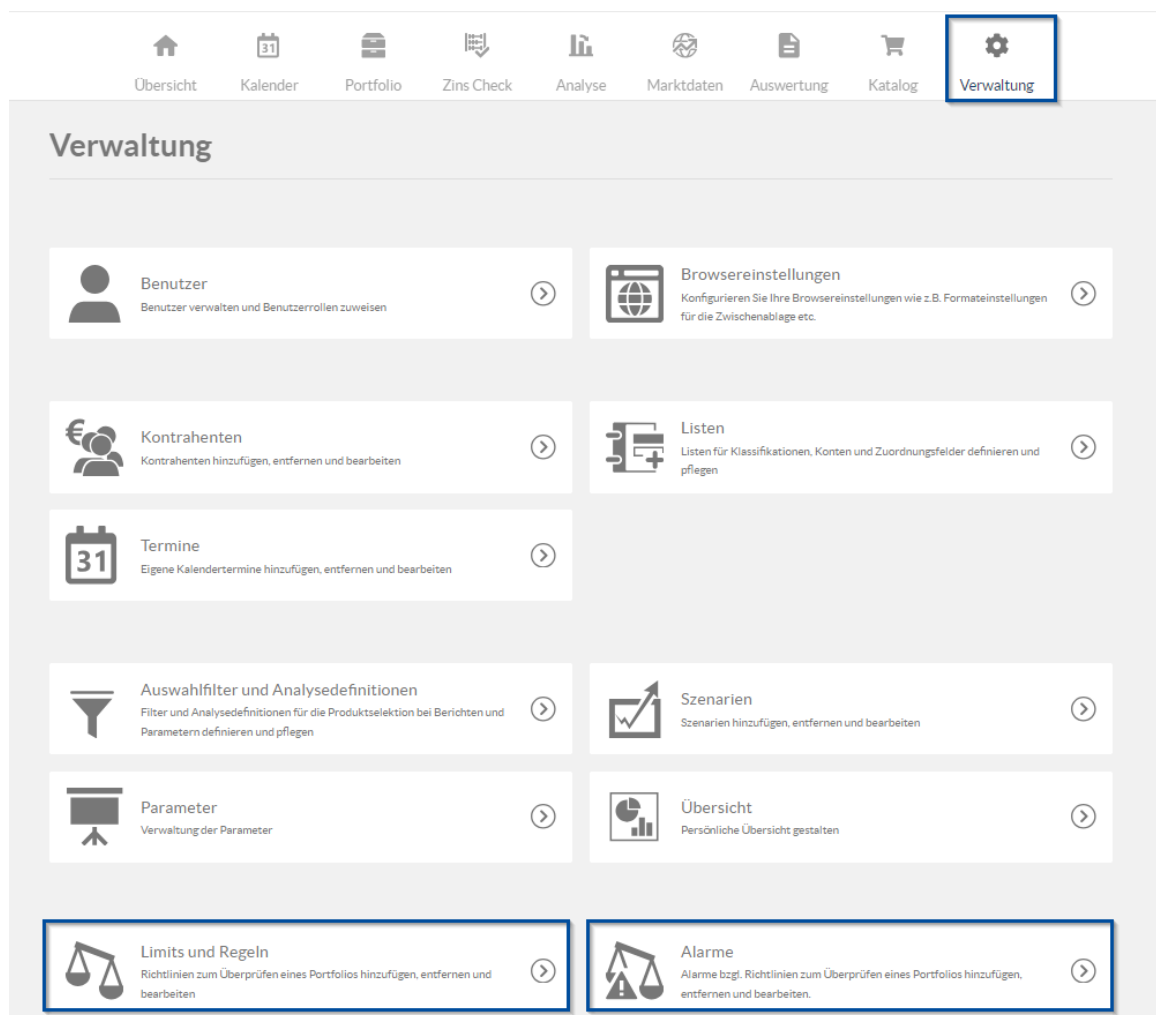 31
Übersicht Kalender Portfolio Zins Check Analyse Marktdaten Auswertung Katalog Verwaltung
Verwaltung
Benutzer
Benutzer verwalten und Benutzerrollen zuweisen
Browsereinstellungen
Konfigurieren Sie Ihre Browsereinstellungen wie z.B. Formateinstellungen
für die Zwischenablage etc.
€
Kontrahenten
Kontrahenten hinzufügen, entfernen und bearbeiten
Listen
Listen für Klassifikationen, Konten und Zuordnungsfelder definieren und
pflegen
31
Termine
Eigene Kalendertermine hinzufügen, entfernen und bearbeiten
Auswahlfilter und Analysedefinitionen
Filter und Analysedefinitionen für die Produktselektion bei Berichten und
Parametern definieren und pflegen
Szenarien
Szenarien hinzufügen, entfernen und bearbeiten
Parameter
Verwaltung der Parameter
Übersicht
Persönliche Übersicht gestalten
Limits und Regeln
Richtlinien zum Überprüfen eines Portfolios hinzufügen, entfernen und
bearbeiten
Alarme
Alarme bzgl. Richtlinien zum Überprüfen eines Portfolios hinzufügen,
entfernen und bearbeiten.